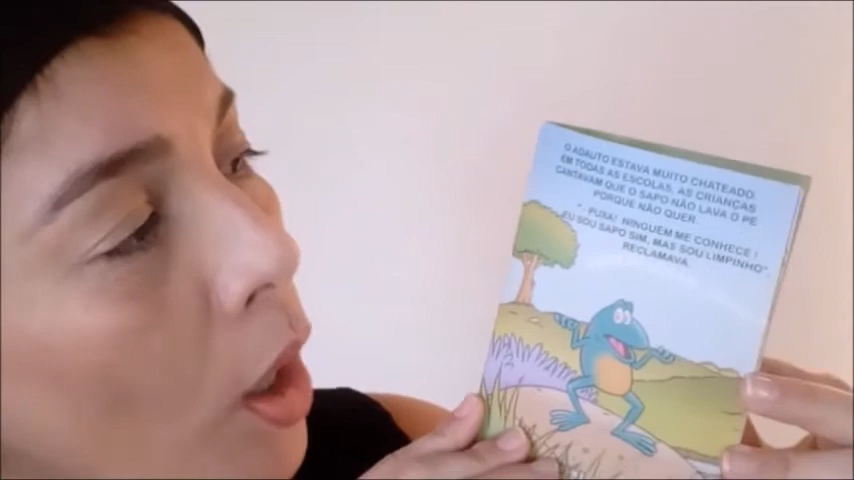 O ADAUTO ESTAVA MUITO CHATEADO.
EM TODAS AS ESCOLAS, AS CRIANÇAS
CANTAVAM QUE O SAPO NÃO LAVA O PÉ
PORQUE NÃO QUER.
"- PUXA! NINGUEM ME CONHECE!
EU SOU SAPO SIM, MAS SOU LIMPINHO",
RECLAMAVA.